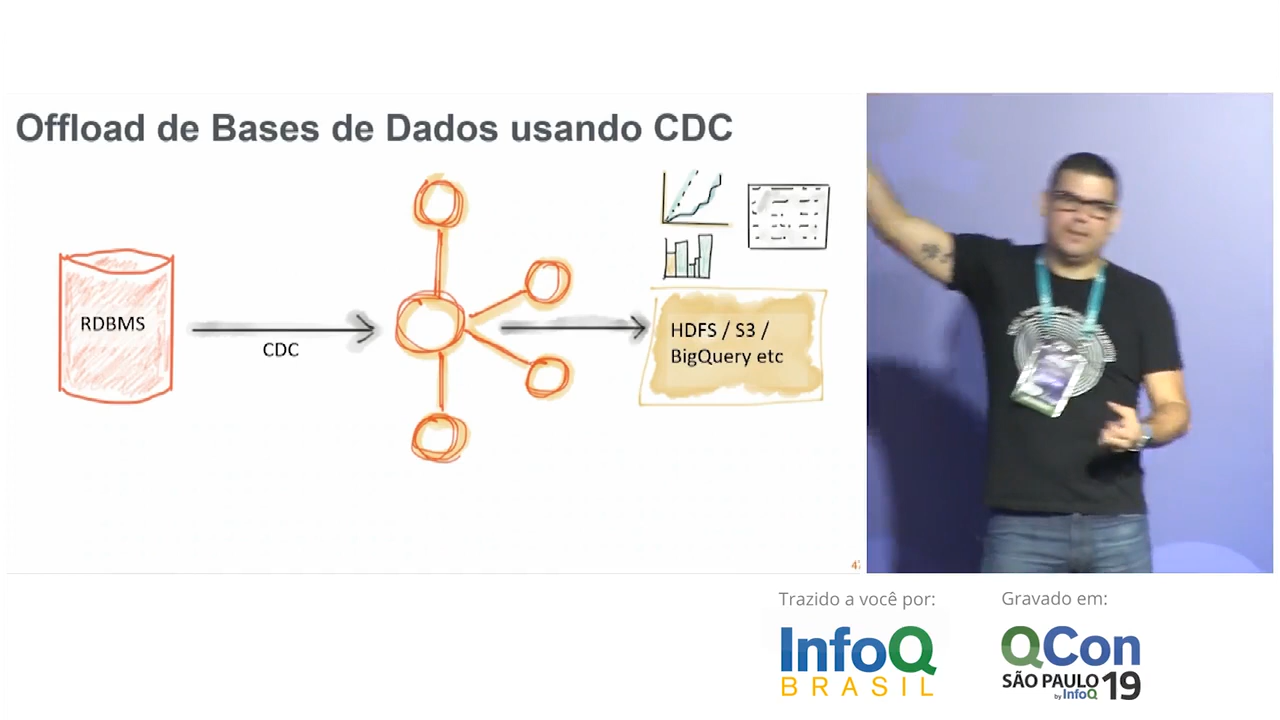 Offload de Bases de Dados usando CDC
RDBMS
CDC
HDFS / S3 /
BigQuery etc
Trazido a você por:
InfoQ
BRASIL
Gravado em:
QCon
SÃO PAULO 19
by InfoQ